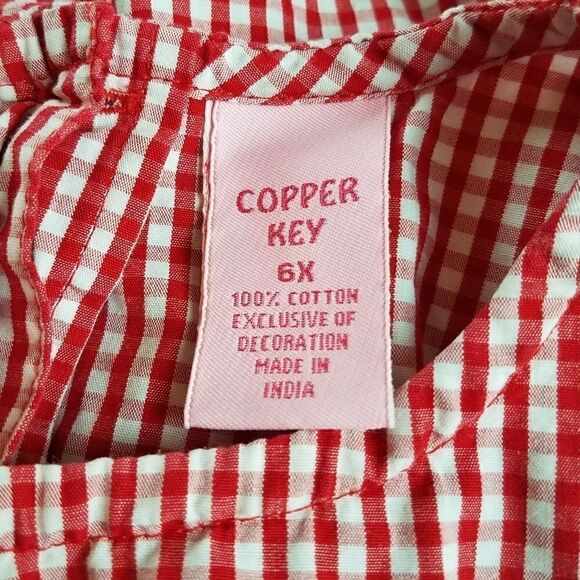 COPPER
KEY
6X
100% COTTON
EXCLUSIVE OF
DECORATION
MADE IN
INDIA